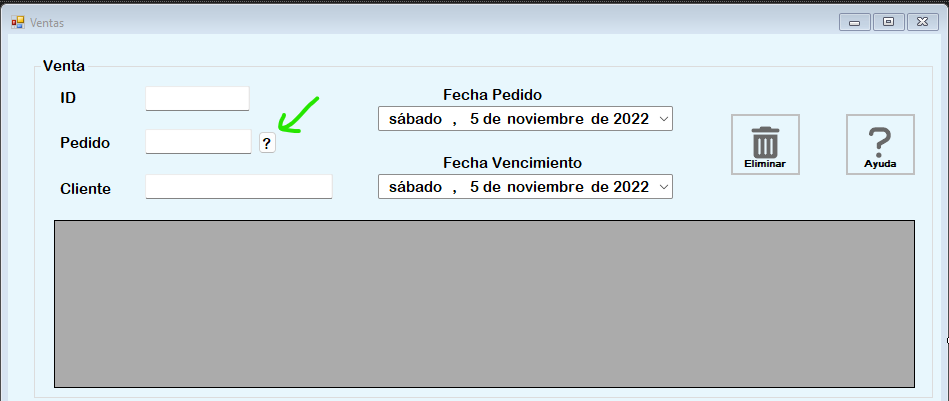 Ventas
Venta
ID
Fecha Pedido
sábado , 5 de noviembre de 2022
Pedido
?
Eliminar
?
Ayuda
Fecha Vencimiento
Cliente
sábado , 5 de noviembre de 2022